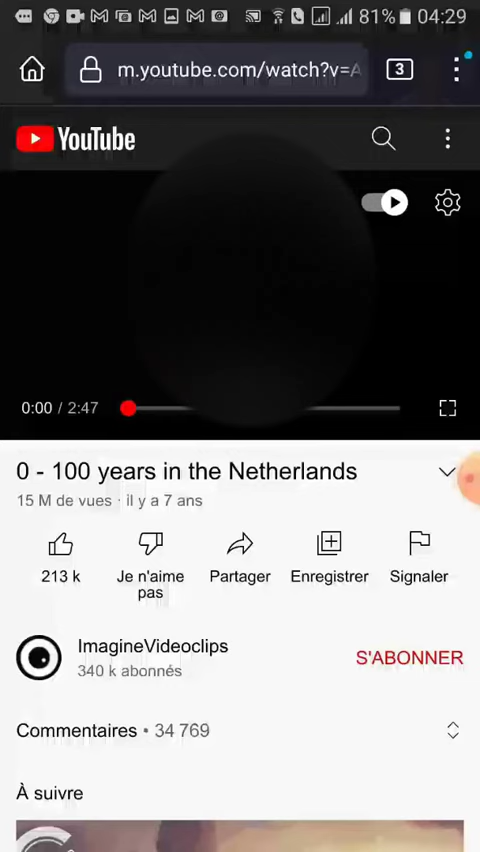 81% 04:29
m.youtube.com/watch?v=A
3
YouTube
0:00 / 2:47
0 - 100 years in the Netherlands
15 M de vues · il y a 7 ans
213 k
Je n'aime pas
Partager
Enregistrer
Signaler
ImagineVideoclips
340 k abonnés
S'ABONNER
Commentaires • 34 769
À suivre